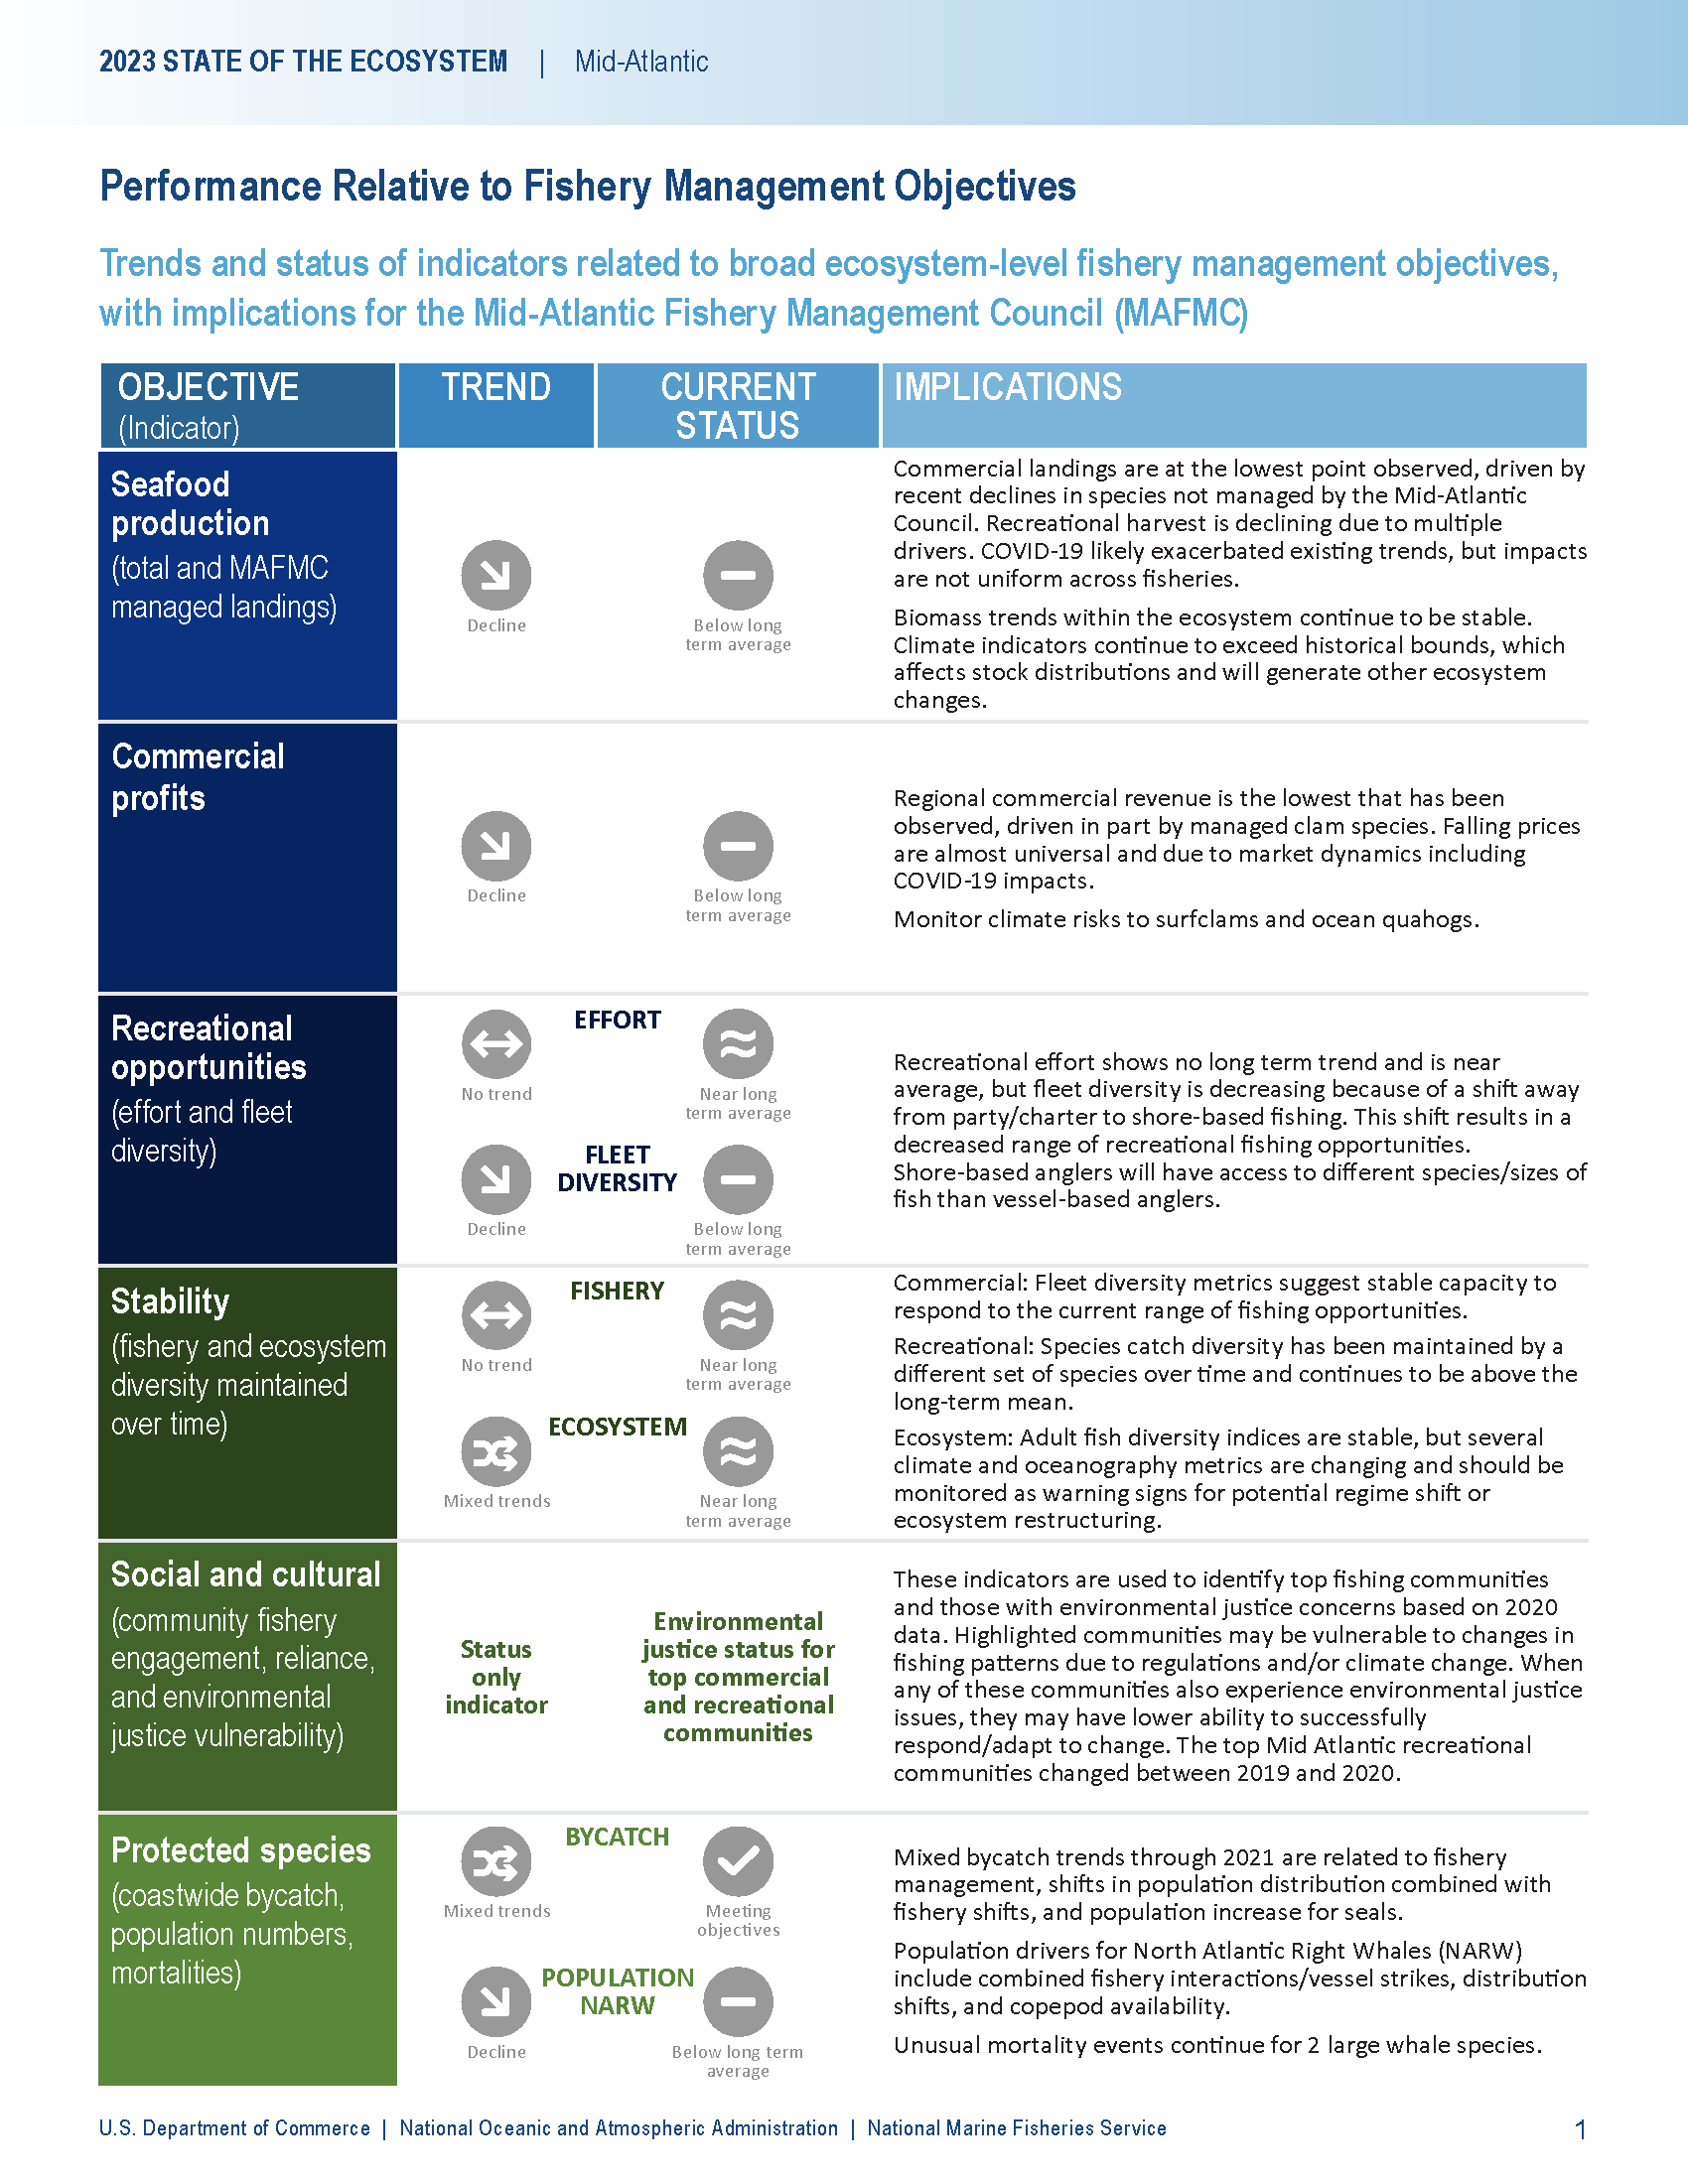 2023 STATE OF THE ECOSYSTEM | Mid-Atlantic
Performance Relative to Fishery Management Objectives
Trends and status of indicators related to broad ecosystem-level fishery management objectives,
with implications for the Mid-Atlantic Fishery Management Council (MAFMC)
OBJECTIVE
(Indicator)
TREND
CURRENT
STATUS
IMPLICATIONS
Seafood
production
(total and MAFMC
managed landings)
Decline
Below long
term average
Commercial landings are at the lowest point observed, driven by
recent declines in species not managed by the Mid-Atlantic
Council. Recreational harvest is declining due to multiple
drivers. COVID-19 likely exacerbated existing trends, but impacts
are not uniform across fisheries.
Biomass trends within the ecosystem continue to be stable.
Climate indicators continue to exceed historical bounds, which
affects stock distributions and will generate other ecosystem
changes.
Commercial
profits
Decline
Below long
term average
Regional commercial revenue is the lowest that has been
observed, driven in part by managed clam species. Falling prices
are almost universal and due to market dynamics including
COVID-19 impacts.
Monitor climate risks to surfclams and ocean quahogs.
Recreational
opportunities
(effort and fleet
diversity)
EFFORT
No trend
Near long
term average
FLEET
DIVERSITY
Decline
Below long
term average
Recreational effort shows no long term trend and is near
average, but fleet diversity is decreasing because of a shift away
from party/charter to shore-based fishing. This shift results in a
decreased range of recreational fishing opportunities.
Shore-based anglers will have access to different species/sizes of
fish than vessel-based anglers.
Stability
(fishery and ecosystem
diversity maintained
over time)
FISHERY
No trend
Near long
term average
ECOSYSTEM
Mixed trends
Near long
term average
Commercial: Fleet diversity metrics suggest stable capacity to
respond to the current range of fishing opportunities.
Recreational: Species catch diversity has been maintained by a
different set of species over time and continues to be above the
long-term mean.
Ecosystem: Adult fish diversity indices are stable, but several
climate and oceanography metrics are changing and should be
monitored as warning signs for potential regime shift or
ecosystem restructuring.
Social and cultural
(community fishery
engagement, reliance,
and environmental
justice vulnerability)
Status
only
indicator
Environmental
justice status for
top commercial
and recreational
communities
These indicators are used to identify top fishing communities
and those with environmental justice concerns based on 2020
data. Highlighted communities may be vulnerable to changes in
fishing patterns due to regulations and/or climate change. When
any of these communities also experience environmental justice
issues, they may have lower ability to successfully
respond/adapt to change. The top Mid Atlantic recreational
communities changed between 2019 and 2020.
Protected species
(coastwide bycatch,
population numbers,
mortalities)
BYCATCH
Mixed trends
Meeting
objectives
POPULATION
NARW
Decline
Below long term
average
Mixed bycatch trends through 2021 are related to fishery
management, shifts in population distribution combined with
fishery shifts, and population increase for seals.
Population drivers for North Atlantic Right Whales (NARW)
include combined fishery interactions/vessel strikes, distribution
shifts, and copepod availability.
Unusual mortality events continue for 2 large whale species.
U.S. Department of Commerce | National Oceanic and Atmospheric Administration | National Marine Fisheries Service
1